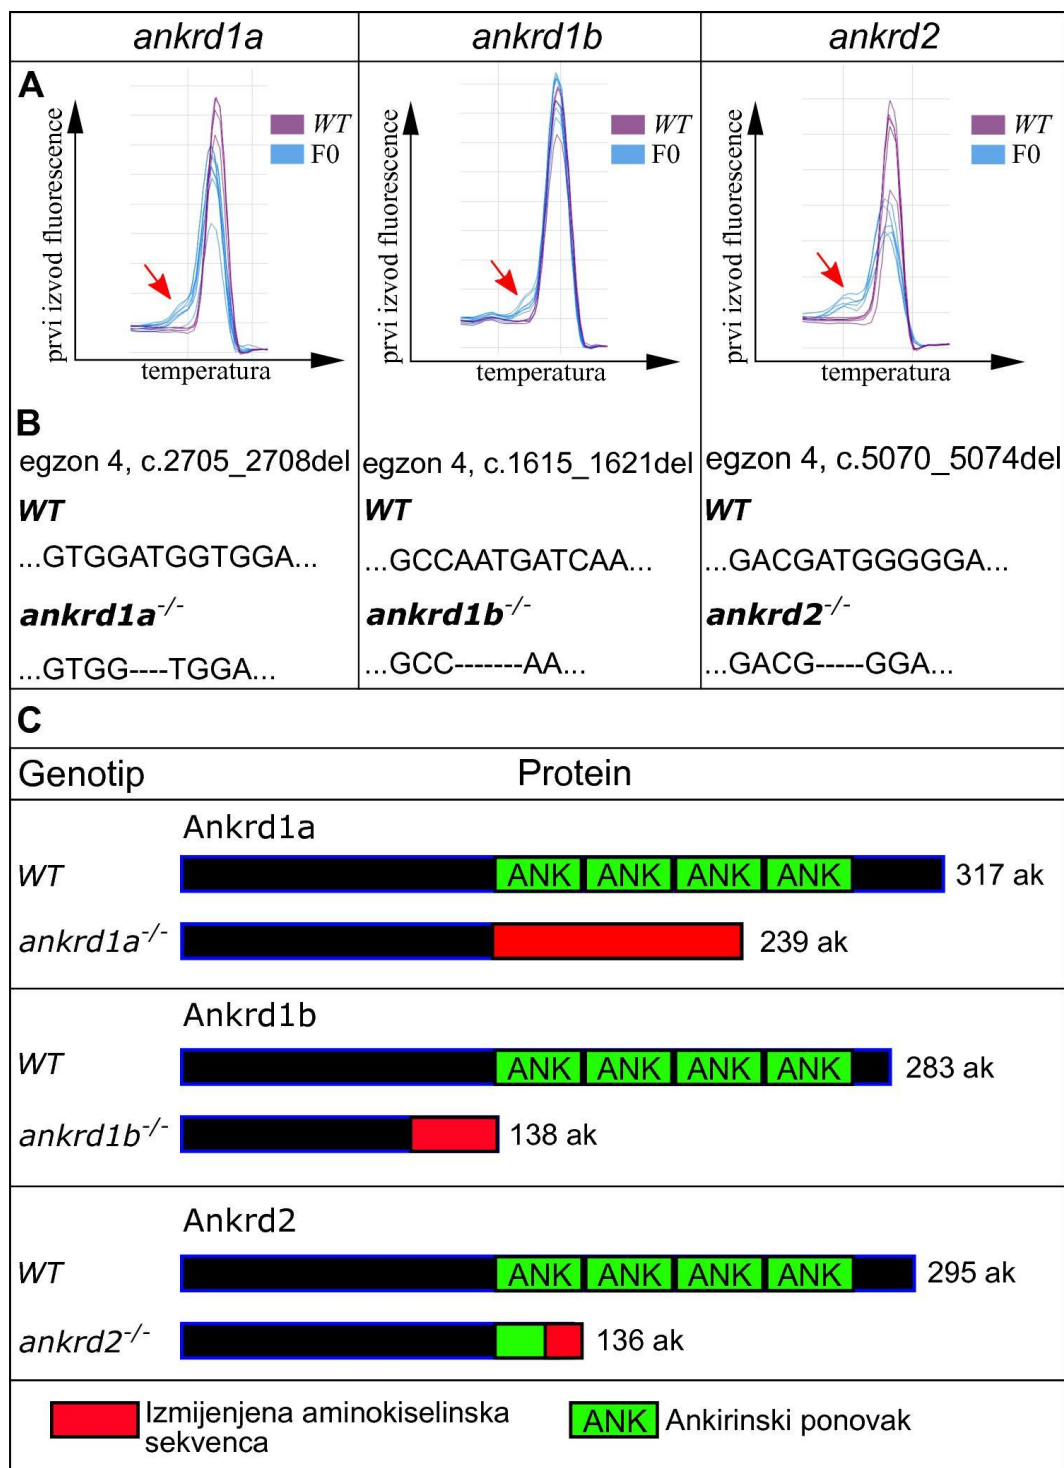 ankrd1a
ankrd1b
ankrd2
A
prvi izvod fluorescence
temperatura
WT
F0
prvi izvod fluorescence
temperatura
WT
F0
prvi izvod fluorescence
temperatura
WT
F0
B
egzon 4, c.2705_2708del
WT
...GTGGATGGTGGA...
ankrd1a-/-
...GTGG----TGGA...
egzon 4, c.1615_1621del
WT
...GCCAATGATCAA...
ankrd1b-/-
...GCC-------AA...
egzon 4, c.5070_5074del
WT
...GACGATGGGGGA...
ankrd2-/-
...GACG-----GGA...
C
Genotip Protein
Ankrd1a
WT ANK ANK ANK ANK 317 ak
ankrd1a-/- 239 ak
Ankrd1b
WT ANK ANK ANK ANK 283 ak
ankrd1b-/- 138 ak
Ankrd2
WT ANK ANK ANK ANK 295 ak
ankrd2-/- 136 ak
Izmijenjena aminokiselinska
sekvenca
ANK Ankirinski ponovak